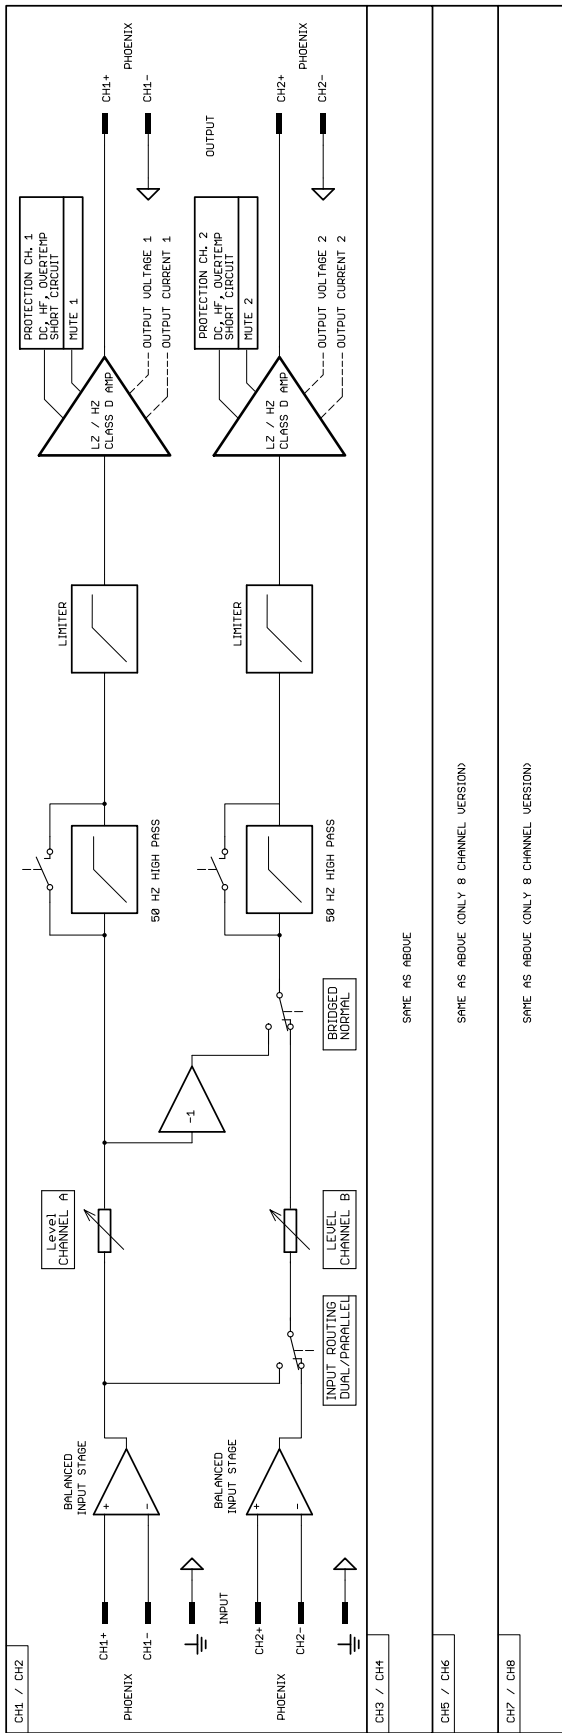 CH1 / CH2
PHOENIX
CH1+
CH1-
INPUT
PHOENIX
CH2+
CH2-
BALANCED
INPUT STAGE
+
-
BALANCED
INPUT STAGE
+
-
INPUT ROUTING
DUAL/PARALLEL
Level
CHANNEL A
LEVEL
CHANNEL B
-1
BRIDGED
NORMAL
50 HZ HIGH PASS
50 HZ HIGH PASS
LIMITER
LIMITER
LZ / HZ
CLASS D AMP
PROTECTION CH. 1
DC, HF, OVERTEMP
SHORT CIRCUIT
MUTE 1
OUTPUT VOLTAGE 1
OUTPUT CURRENT 1
LZ / HZ
CLASS D AMP
PROTECTION CH. 2
DC, HF, OVERTEMP
SHORT CIRCUIT
MUTE 2
OUTPUT VOLTAGE 2
OUTPUT CURRENT 2
OUTPUT
CH1+
CH1-
PHOENIX
CH2+
CH2-
PHOENIX
CH3 / CH4
SAME AS ABOVE
CH5 / CH6
SAME AS ABOVE (ONLY 8 CHANNEL VERSION)
CH7 / CH8
SAME AS ABOVE (ONLY 8 CHANNEL VERSION)